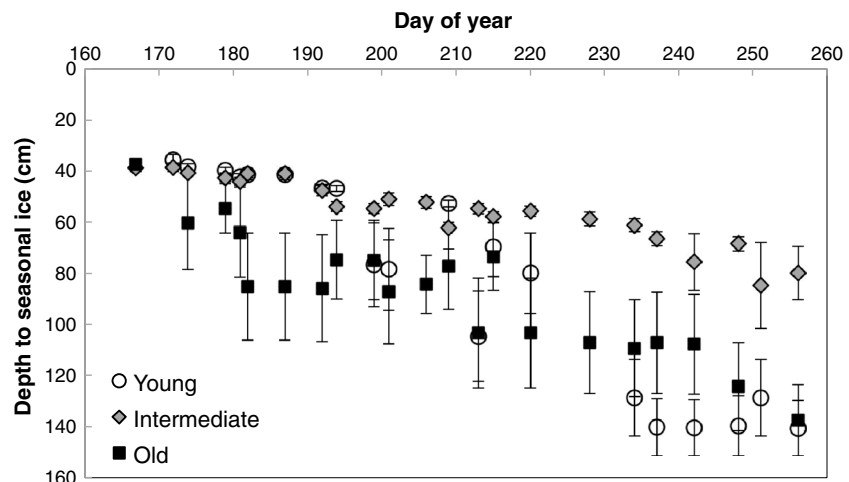 Day of year
160 170 180 190 200 210 220 230 240 250 260
0
20
40
60
80
100
120
140
160
Depth to seasonal ice (cm)
Young
Intermediate
Old